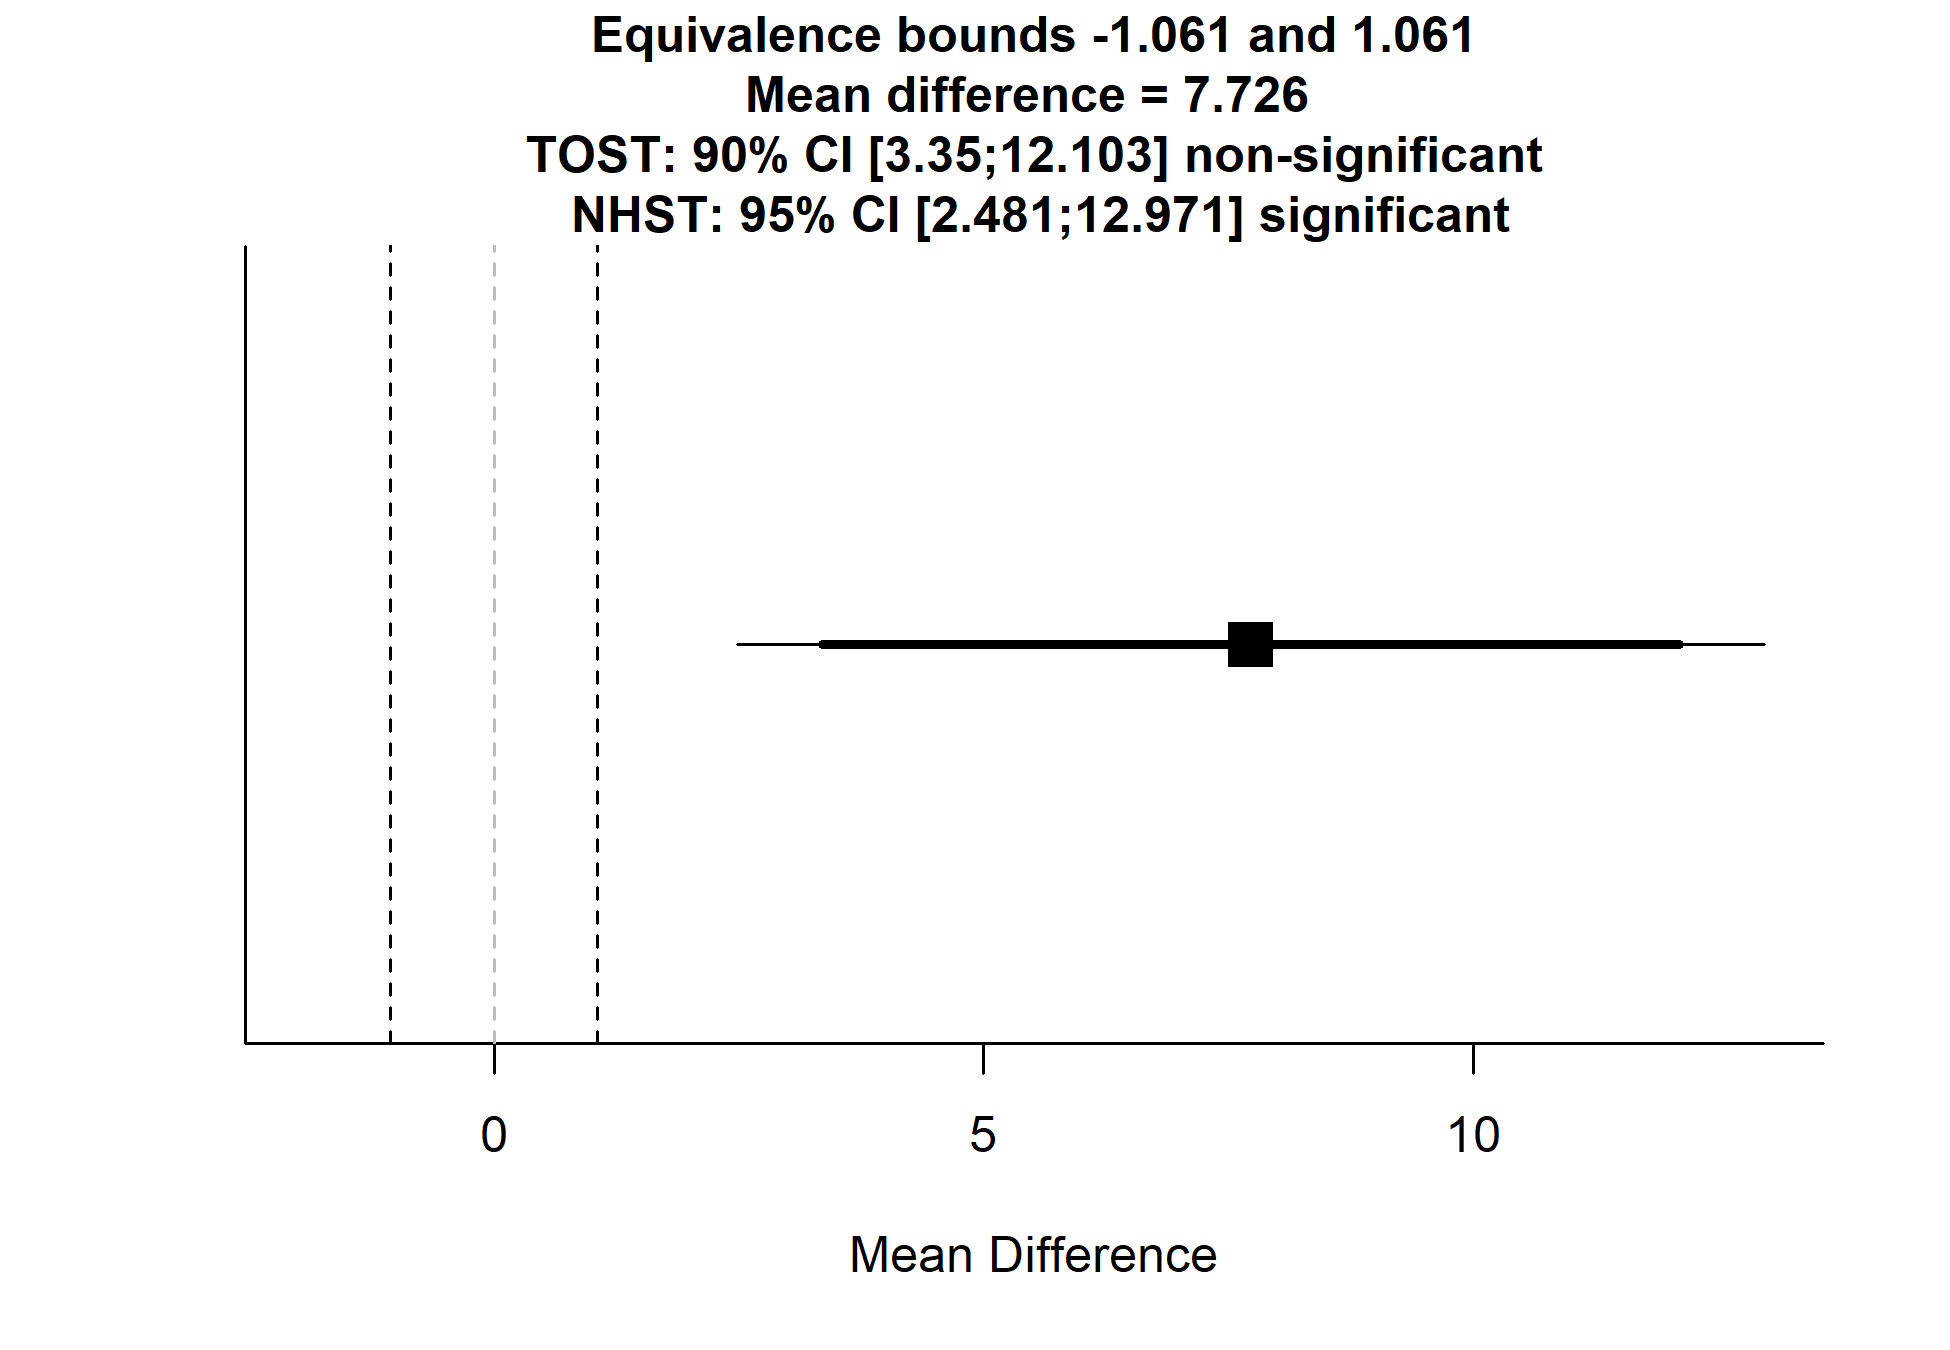 Equivalence bounds -1.061 and 1.061
Mean difference = 7.726
TOST: 90% CI [3.35;12.103] non-significant
NHST: 95% CI [2.481;12.971] significant
0 5 10
Mean Difference